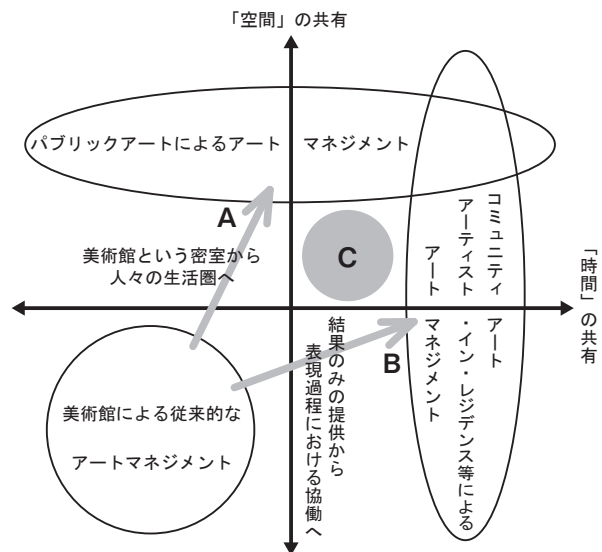 「空間」の共有
パブリックアートによるアート マネジメント
A
美術館という密室から
人々の生活圏へ
C
「時間」の共有
コミュニティ アート
アーティスト ・イン・レジデンス等による
アート マネジメント
B
結果のみの提供から
表現過程における協働へ
美術館による従来的な
アートマネジメント